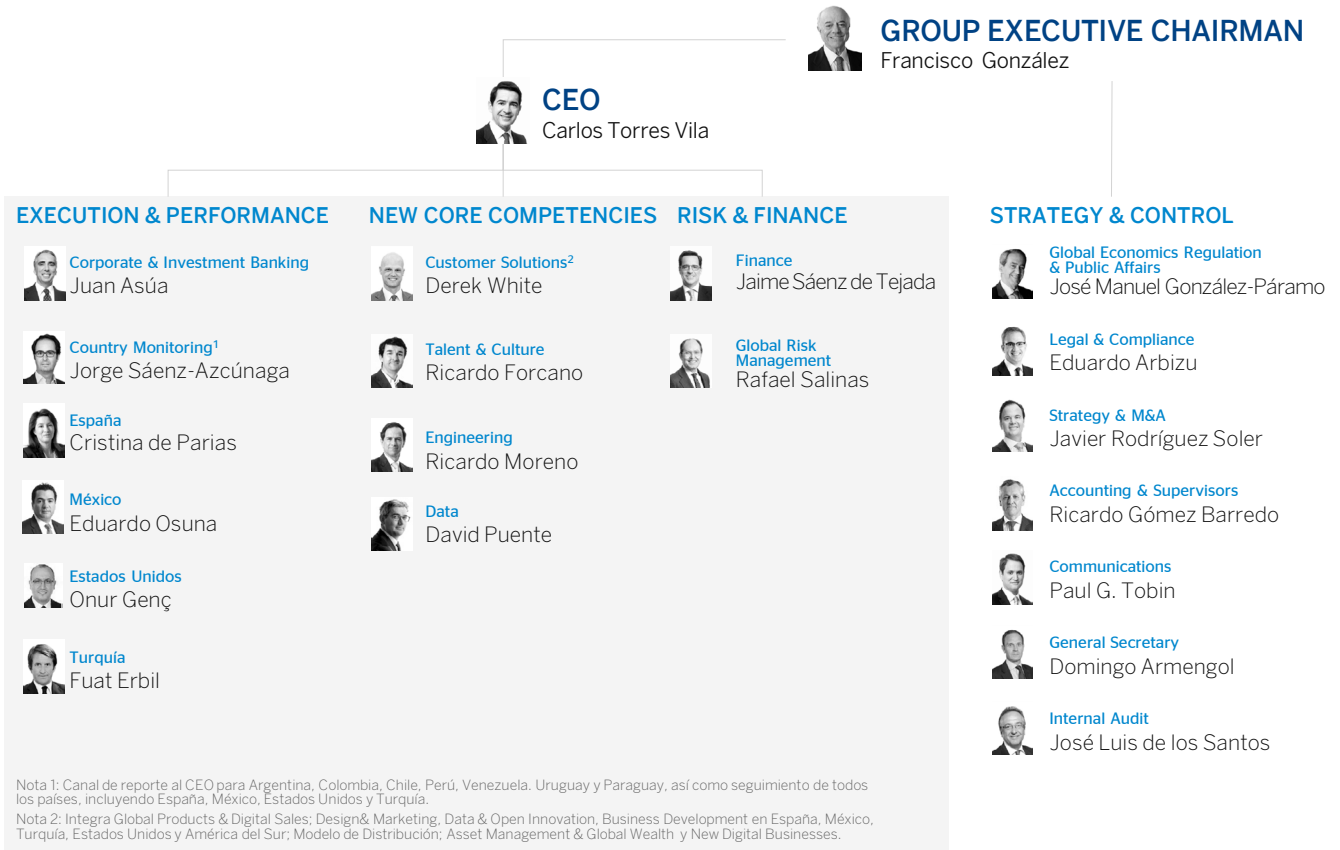 GROUP EXECUTIVE CHAIRMAN
Francisco González
CEO
Carlos Torres Vila
EXECUTION & PERFORMANCE
Corporate & Investment Banking
Juan Asúa
Country Monitoring¹
Jorge Sáenz-Azcúnaga
España
Cristina de Parias
México
Eduardo Osuna
Estados Unidos
Onur Genç
Turquía
Fuat Erbil
NEW CORE COMPETENCIES
Customer Solutions²
Derek White
Talent & Culture
Ricardo Forcano
Engineering
Ricardo Moreno
Data
David Puente
RISK & FINANCE
Finance
Jaime Sáenz de Tejada
Global Risk
Management
Rafael Salinas
STRATEGY & CONTROL
Global Economics Regulation
& Public Affairs
José Manuel González-Páramo
Legal & Compliance
Eduardo Arbizu
Strategy & M&A
Javier Rodríguez Soler
Accounting & Supervisors
Ricardo Gómez Barredo
Communications
Paul G. Tobin
General Secretary
Domingo Armengol
Internal Audit
José Luis de los Santos
Nota 1: Canal de reporte al CEO para Argentina, Colombia, Chile, Perú, Venezuela. Uruguay y Paraguay, así como seguimiento de todos
los países, incluyendo España, México, Estados Unidos y Turquía.
Nota 2: Integra Global Products & Digital Sales; Design& Marketing, Data & Open Innovation, Business Development en España, México,
Turquía, Estados Unidos y América del Sur; Modelo de Distribución; Asset Management & Global Wealth y New Digital Businesses.